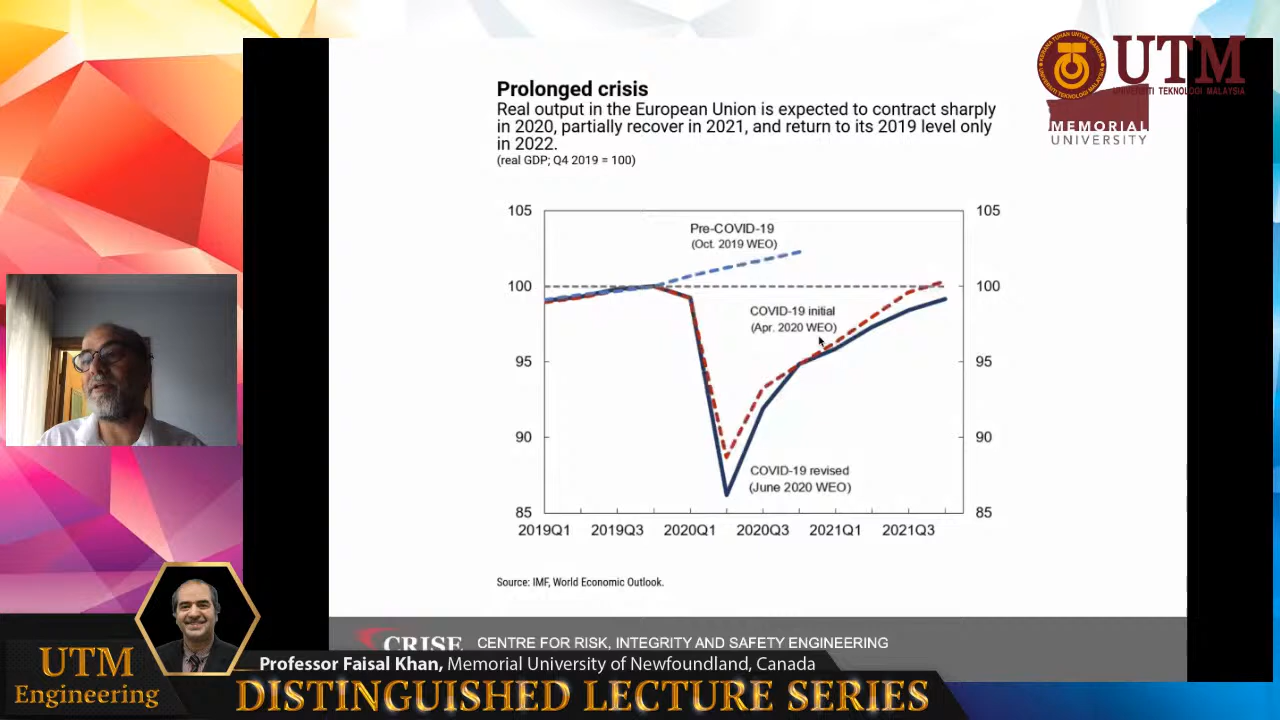 Prolonged crisis
Real output in the European Union is expected to contract sharply
in 2020, partially recover in 2021, and return to its 2019 level only
in 2022.
(real GDP; Q4 2019 = 100)
UTM
UNIVERSITI TEKNOLOGI MALAYSIA
MEMORIAL
UNIVERSITY
105
105
Pre-COVID-19
(Oct. 2019 WEO)
100
100
COVID-19 initial
(Apr. 2020 WEO)
95
95
90
90
COVID-19 revised
(June 2020 WEO)
85
85
2019Q1 2019Q3 2020Q1 2020Q3 2021Q1 2021Q3
Source: IMF, World Economic Outlook.
CRISE CENTRE FOR RISK, INTEGRITY AND SAFETY ENGINEERING
UTM
Engineering
Professor Faisal Khan, Memorial University of Newfoundland, Canada
DISTINGUISHED LECTURE SERIES